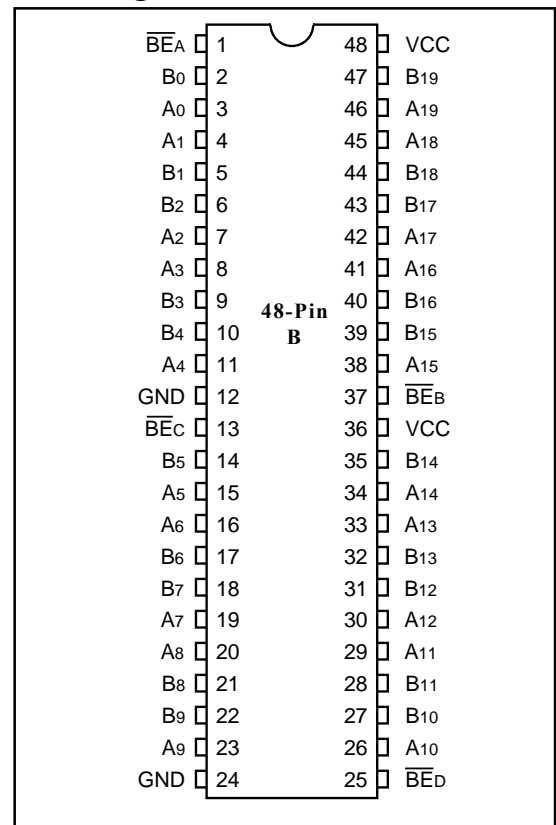 B̅E̅A 1 48 VCC
B0 2 47 B19
A0 3 46 A19
A1 4 45 A18
B1 5 44 B18
B2 6 43 B17
A2 7 42 A17
A3 8 41 A16
B3 9 40 B16
48-Pin
B4 10 39 B15
B
A4 11 38 A15
GND 12 37 B̅E̅B
B̅E̅C 13 36 VCC
B5 14 35 B14
A5 15 34 A14
A6 16 33 A13
B6 17 32 B13
B7 18 31 B12
A7 19 30 A12
A8 20 29 A11
B8 21 28 B11
B9 22 27 B10
A9 23 26 A10
GND 24 25 B̅E̅D